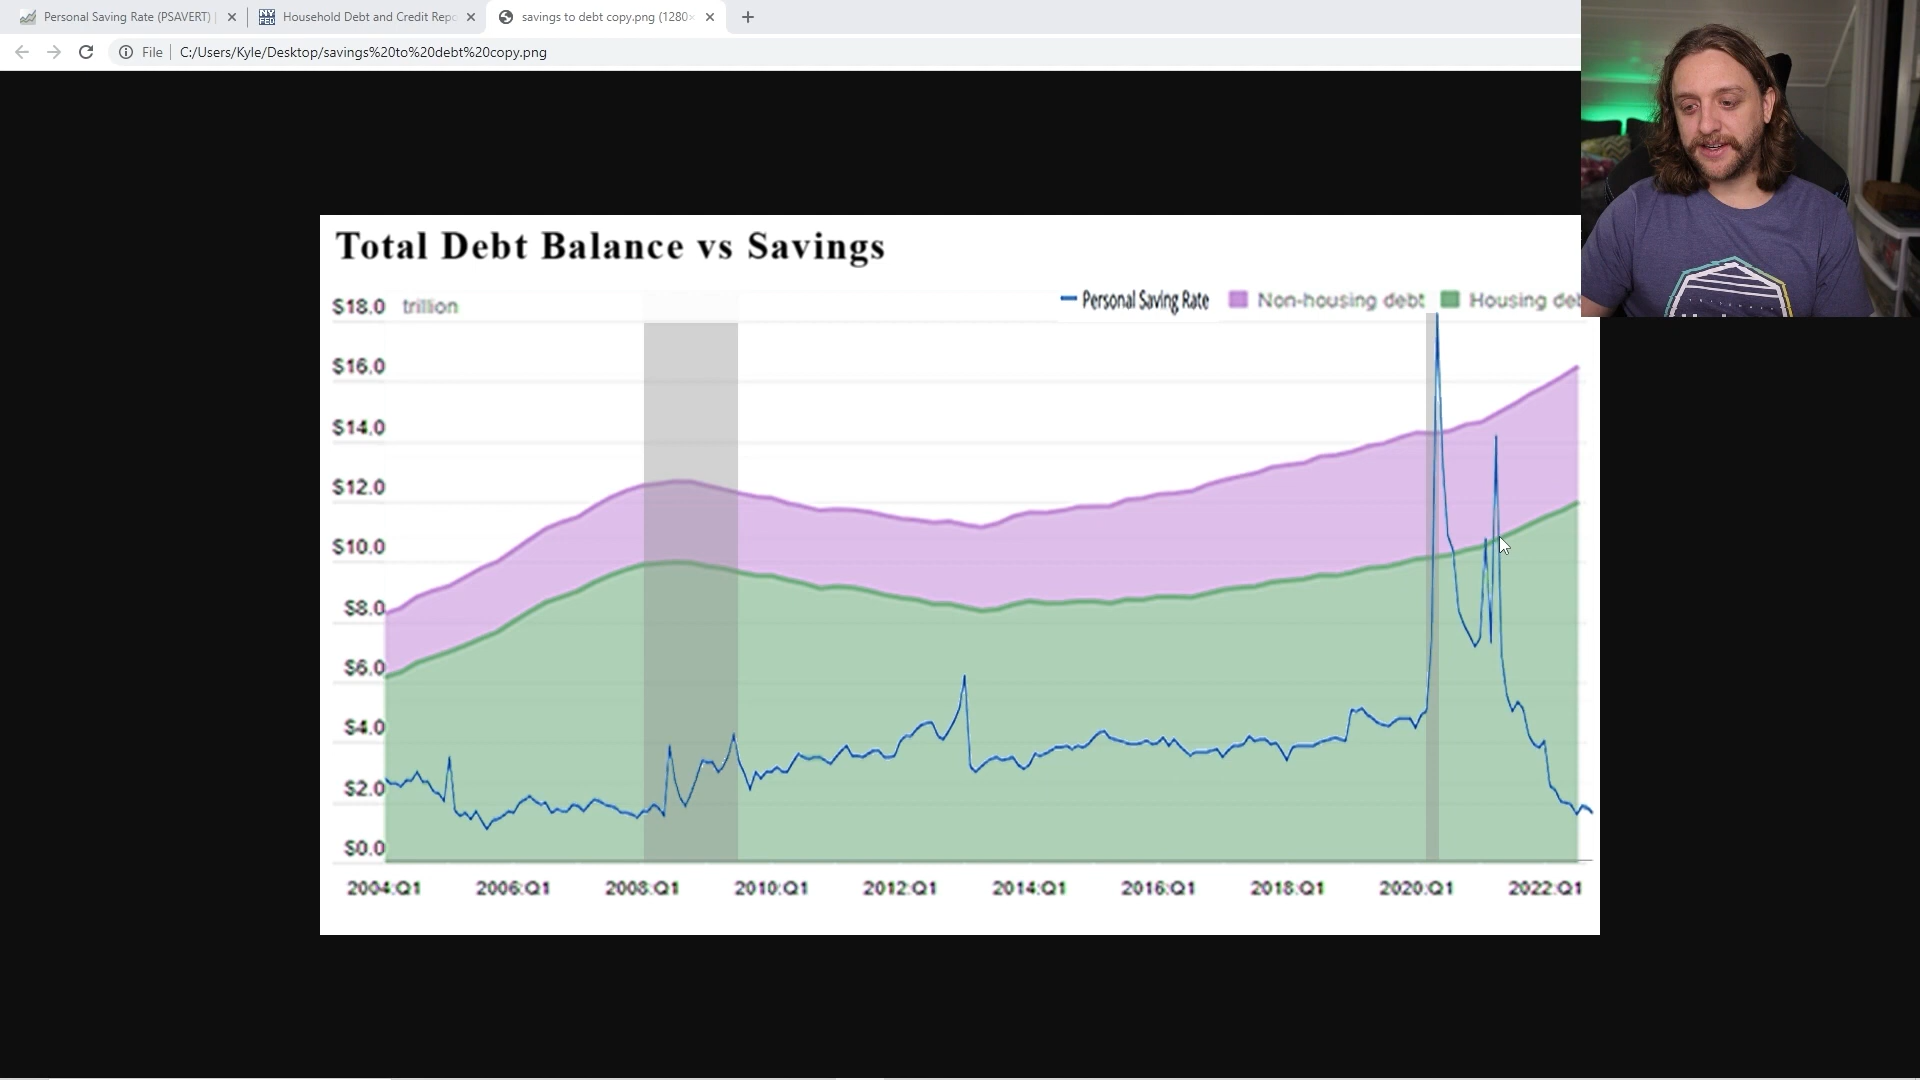 Personal Saving Rate (PSAVERT) |
NY FED
Household Debt and Credit Repo
savings to debt copy.png (1280×
File
C:/Users/Kyle/Desktop/savings%20to%20debt%20copy.png
Total Debt Balance vs Savings
$18.0 trillion
Personal Saving Rate
Non-housing debt
Housing deb
$16.0
$14.0
$12.0
$10.0
$8.0
$6.0
$4.0
$2.0
$0.0
2004:Q1 2006:Q1 2008:Q1 2010:Q1 2012:Q1 2014:Q1 2016:Q1 2018:Q1 2020:Q1 2022:Q1